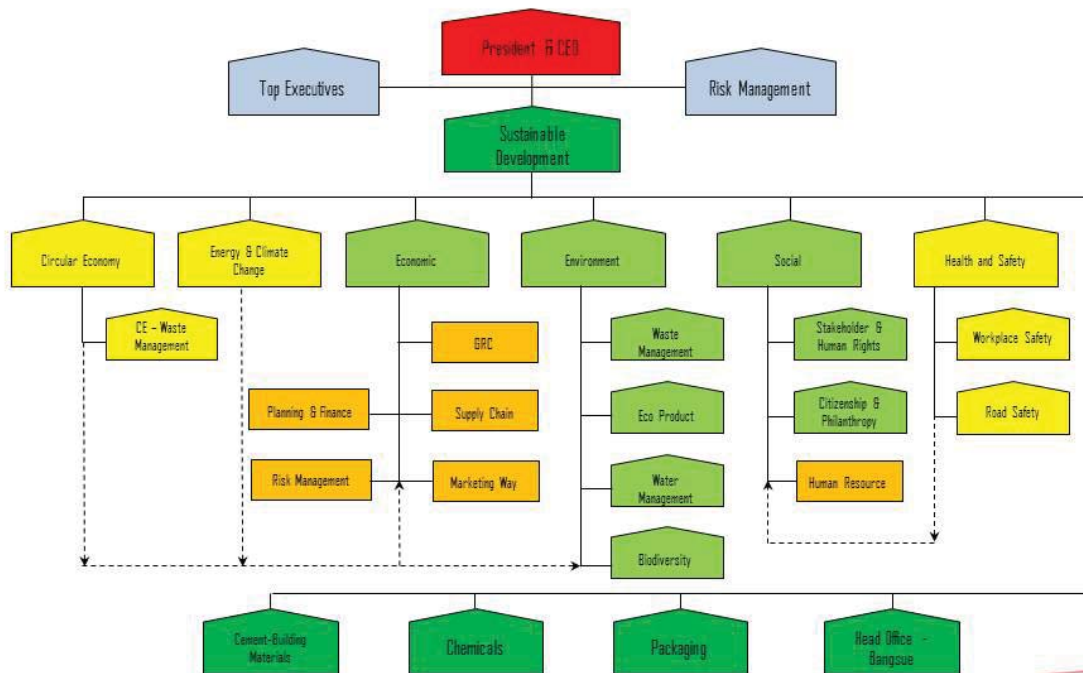 President & CEO
Top Executives
Risk Management
Sustainable
Development
Circular Economy
Energy & Climate
Change
Economic
Environment
Social
Health and Safety
CE – Waste
Management
GRC
Planning & Finance
Supply Chain
Risk Management
Marketing Way
Waste
Management
Eco Product
Water
Management
Biodiversity
Stakeholder &
Human Rights
Citizenship &
Philanthropy
Human Resource
Workplace Safety
Road Safety
Cement-Building
Materials
Chemicals
Packaging
Head Office –
Bangsue